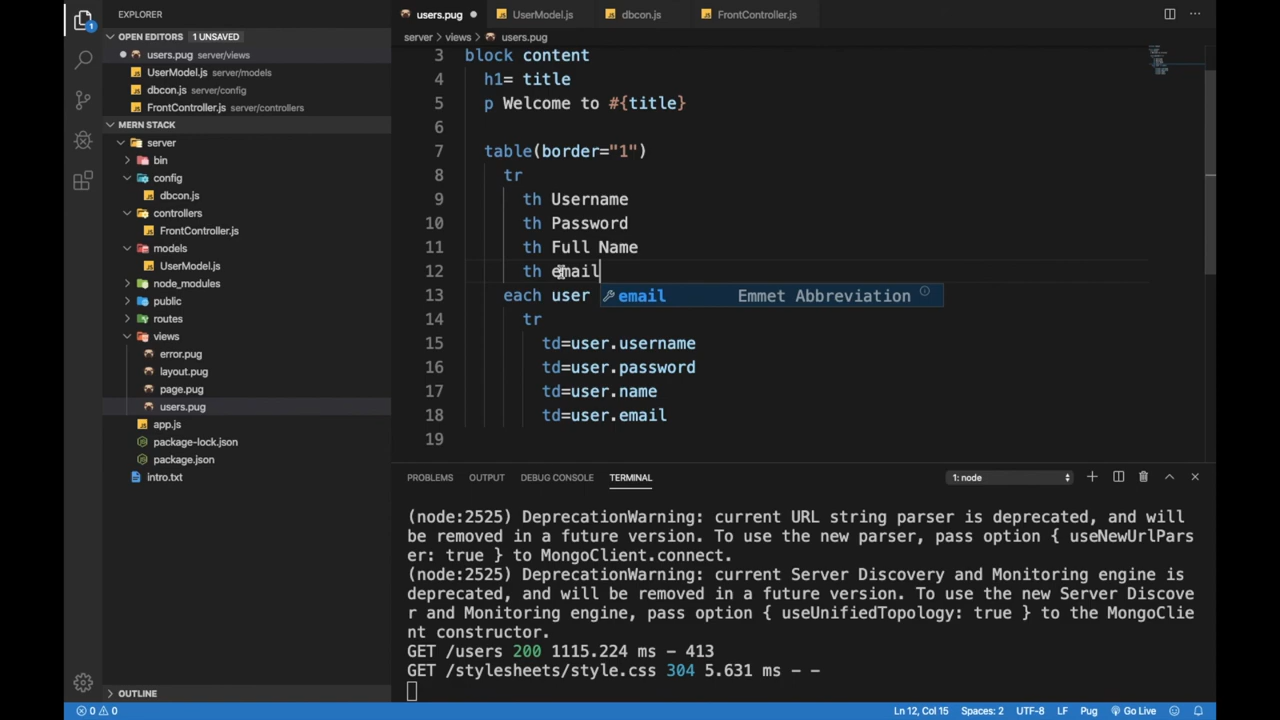 EXPLORER
users.pug
UserModel.js
dbcon.js
FrontController.js
OPEN EDITORS 1 UNSAVED
server views users.pug
users.pug server/views
UserModel.js server/models
dbcon.js server/config
FrontController.js server/controllers
MERN STACK
server
bin
config
dbcon.js
controllers
FrontController.js
models
UserModel.js
node_modules
public
routes
views
error.pug
layout.pug
page.pug
users.pug
app.js
package-lock.json
package.json
intro.txt
OUTLINE
3 block content
4 h1= title
5 p Welcome to #{title}
6
7 table(border="1")
8 tr
9 th Username
10 th Password
11 th Full Name
12 th email
13 each user
email Emmet Abbreviation
14 tr
15 td=user.username
16 td=user.password
17 td=user.name
18 td=user.email
19
PROBLEMS OUTPUT DEBUG CONSOLE TERMINAL 1: node
(node:2525) DeprecationWarning: current URL string parser is deprecated, and will
be removed in a future version. To use the new parser, pass option { useNewUrlPars
er: true } to MongoClient.connect.
(node:2525) DeprecationWarning: current Server Discovery and Monitoring engine is
deprecated, and will be removed in a future version. To use the new Server Discove
r and Monitoring engine, pass option { useUnifiedTopology: true } to the MongoClie
nt constructor.
GET /users 200 1115.224 ms - 413
GET /stylesheets/style.css 304 5.631 ms - -
0 0 Ln 12, Col 15 Spaces: 2 UTF-8 LF Pug Go Live
1